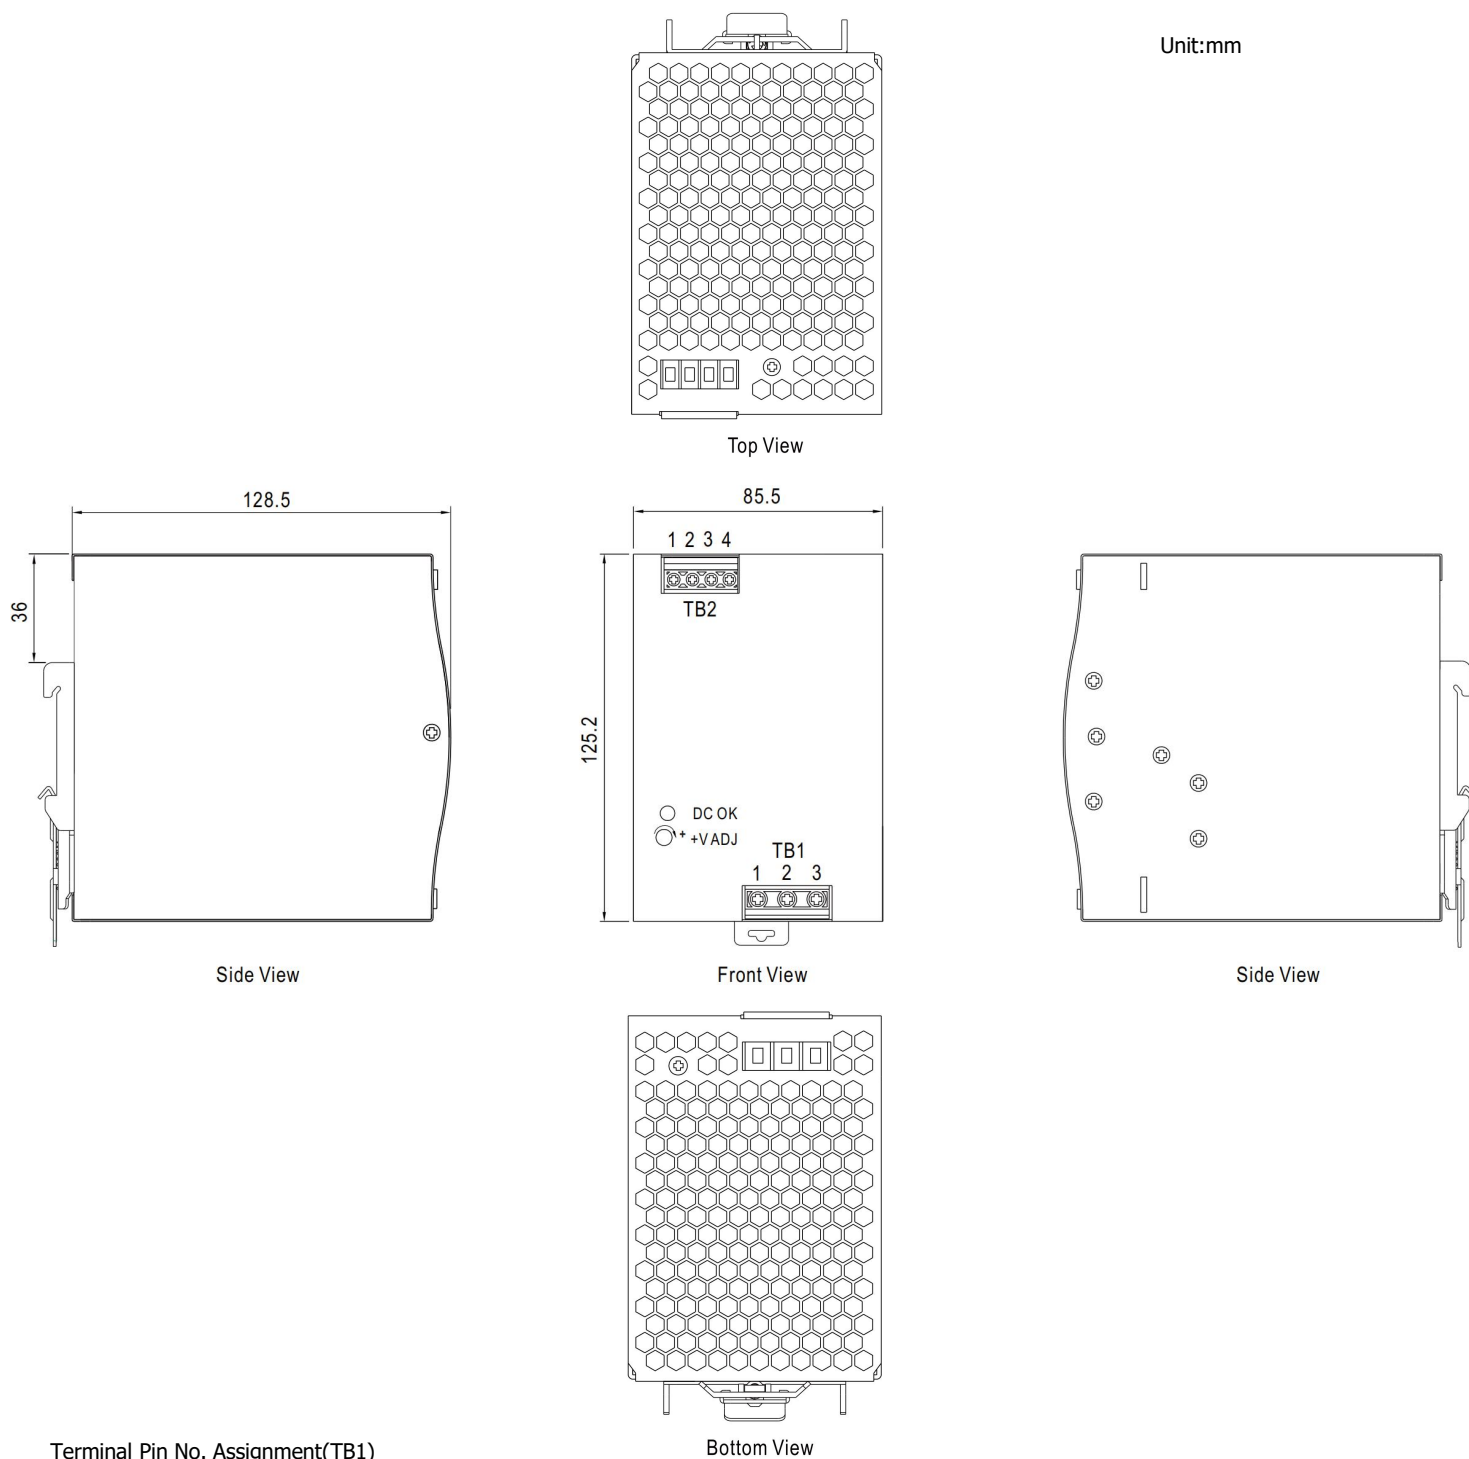 Unit:mm
Top View
128.5
85.5
1 2 3 4
36
TB2
125.2
DC OK
+ +V ADJ
TB1
1 2 3
Side View
Front View
Side View
Bottom View
Terminal Pin No. Assignment(TB1)